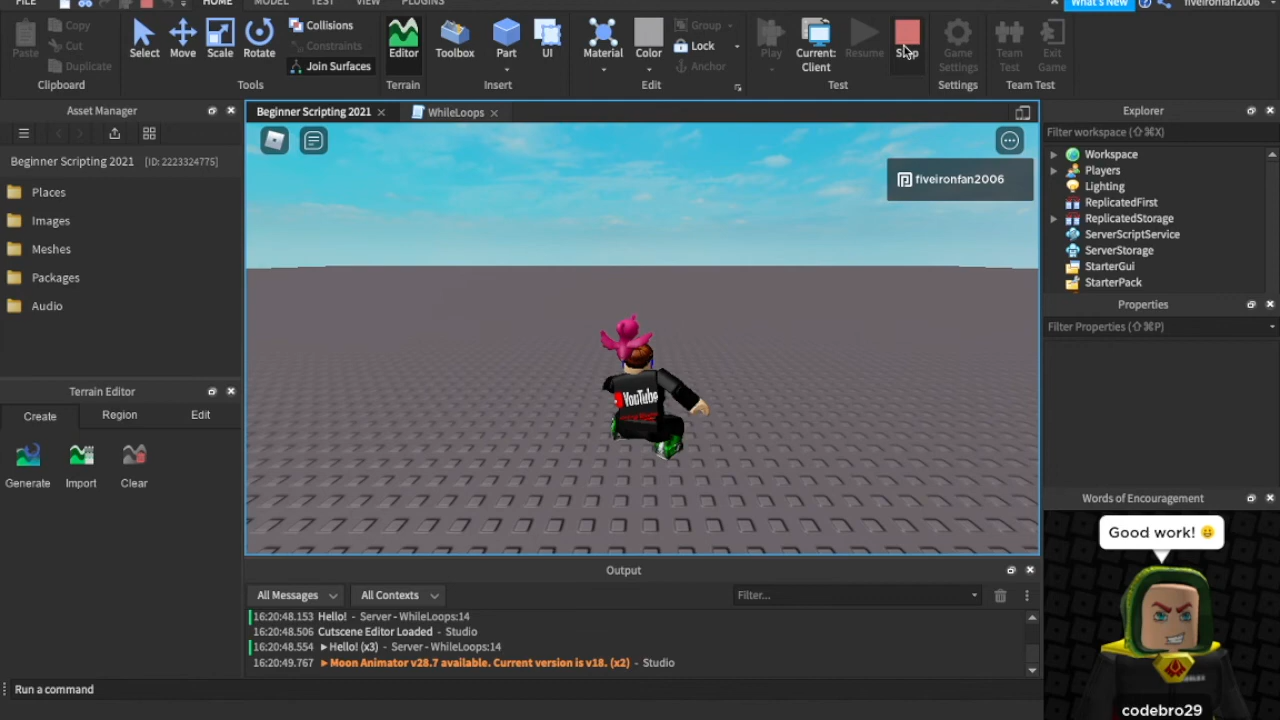 FILE
HOME
MODEL
TEST
VIEW
PLUGINS
What's New
fiveironfan2006
Paste
Copy
Cut
Duplicate
Clipboard
Select
Move
Scale
Rotate
Collisions
Constraints
Join Surfaces
Tools
Editor
Terrain
Toolbox
Part
UI
Insert
Material
Color
Group
Lock
Anchor
Edit
Play
Current:
Client
Resume
Stop
Test
Game
Settings
Settings
Team
Test
Exit
Game
Team Test
Asset Manager
Beginner Scripting 2021 [ID: 2223324775]
Places
Images
Meshes
Packages
Audio
Terrain Editor
Create
Region
Edit
Generate
Import
Clear
Beginner Scripting 2021
WhileLoops
fiveironfan2006
YouTube
Output
All Messages
All Contexts
Filter...
16:20:48.153 Hello! - Server - WhileLoops:14
16:20:48.506 Cutscene Editor Loaded - Studio
16:20:48.554 ▶ Hello! (x3) - Server - WhileLoops:14
16:20:49.767 ▶ Moon Animator v28.7 available. Current version is v18. (x2) - Studio
Run a command
Explorer
Filter workspace (⇧⌘X)
Workspace
Players
Lighting
ReplicatedFirst
ReplicatedStorage
ServerScriptService
ServerStorage
StarterGui
StarterPack
Properties
Filter Properties (⇧⌘P)
Words of Encouragement
Good work! 🙂
codebro29